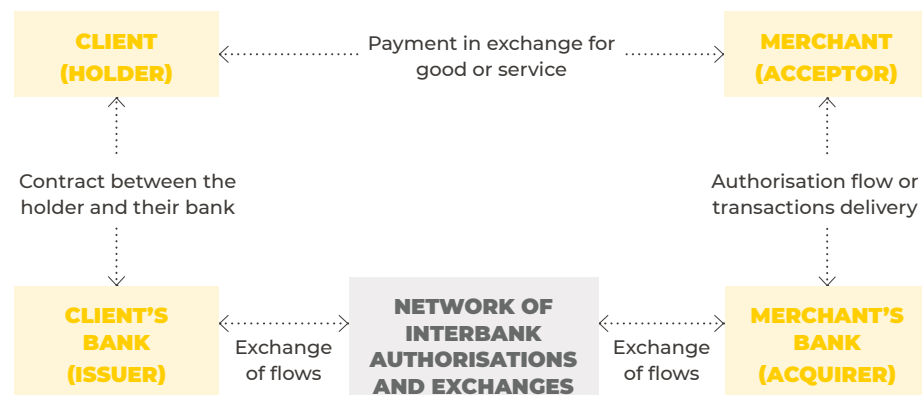 CLIENT
(HOLDER)
Payment in exchange for
good or service
MERCHANT
(ACCEPTOR)
Contract between the
holder and their bank
Authorisation flow or
transactions delivery
CLIENT'S
BANK
(ISSUER)
Exchange
of flows
NETWORK OF
INTERBANK
AUTHORISATIONS
AND EXCHANGES
Exchange
of flows
MERCHANT'S
BANK
(ACQUIRER)